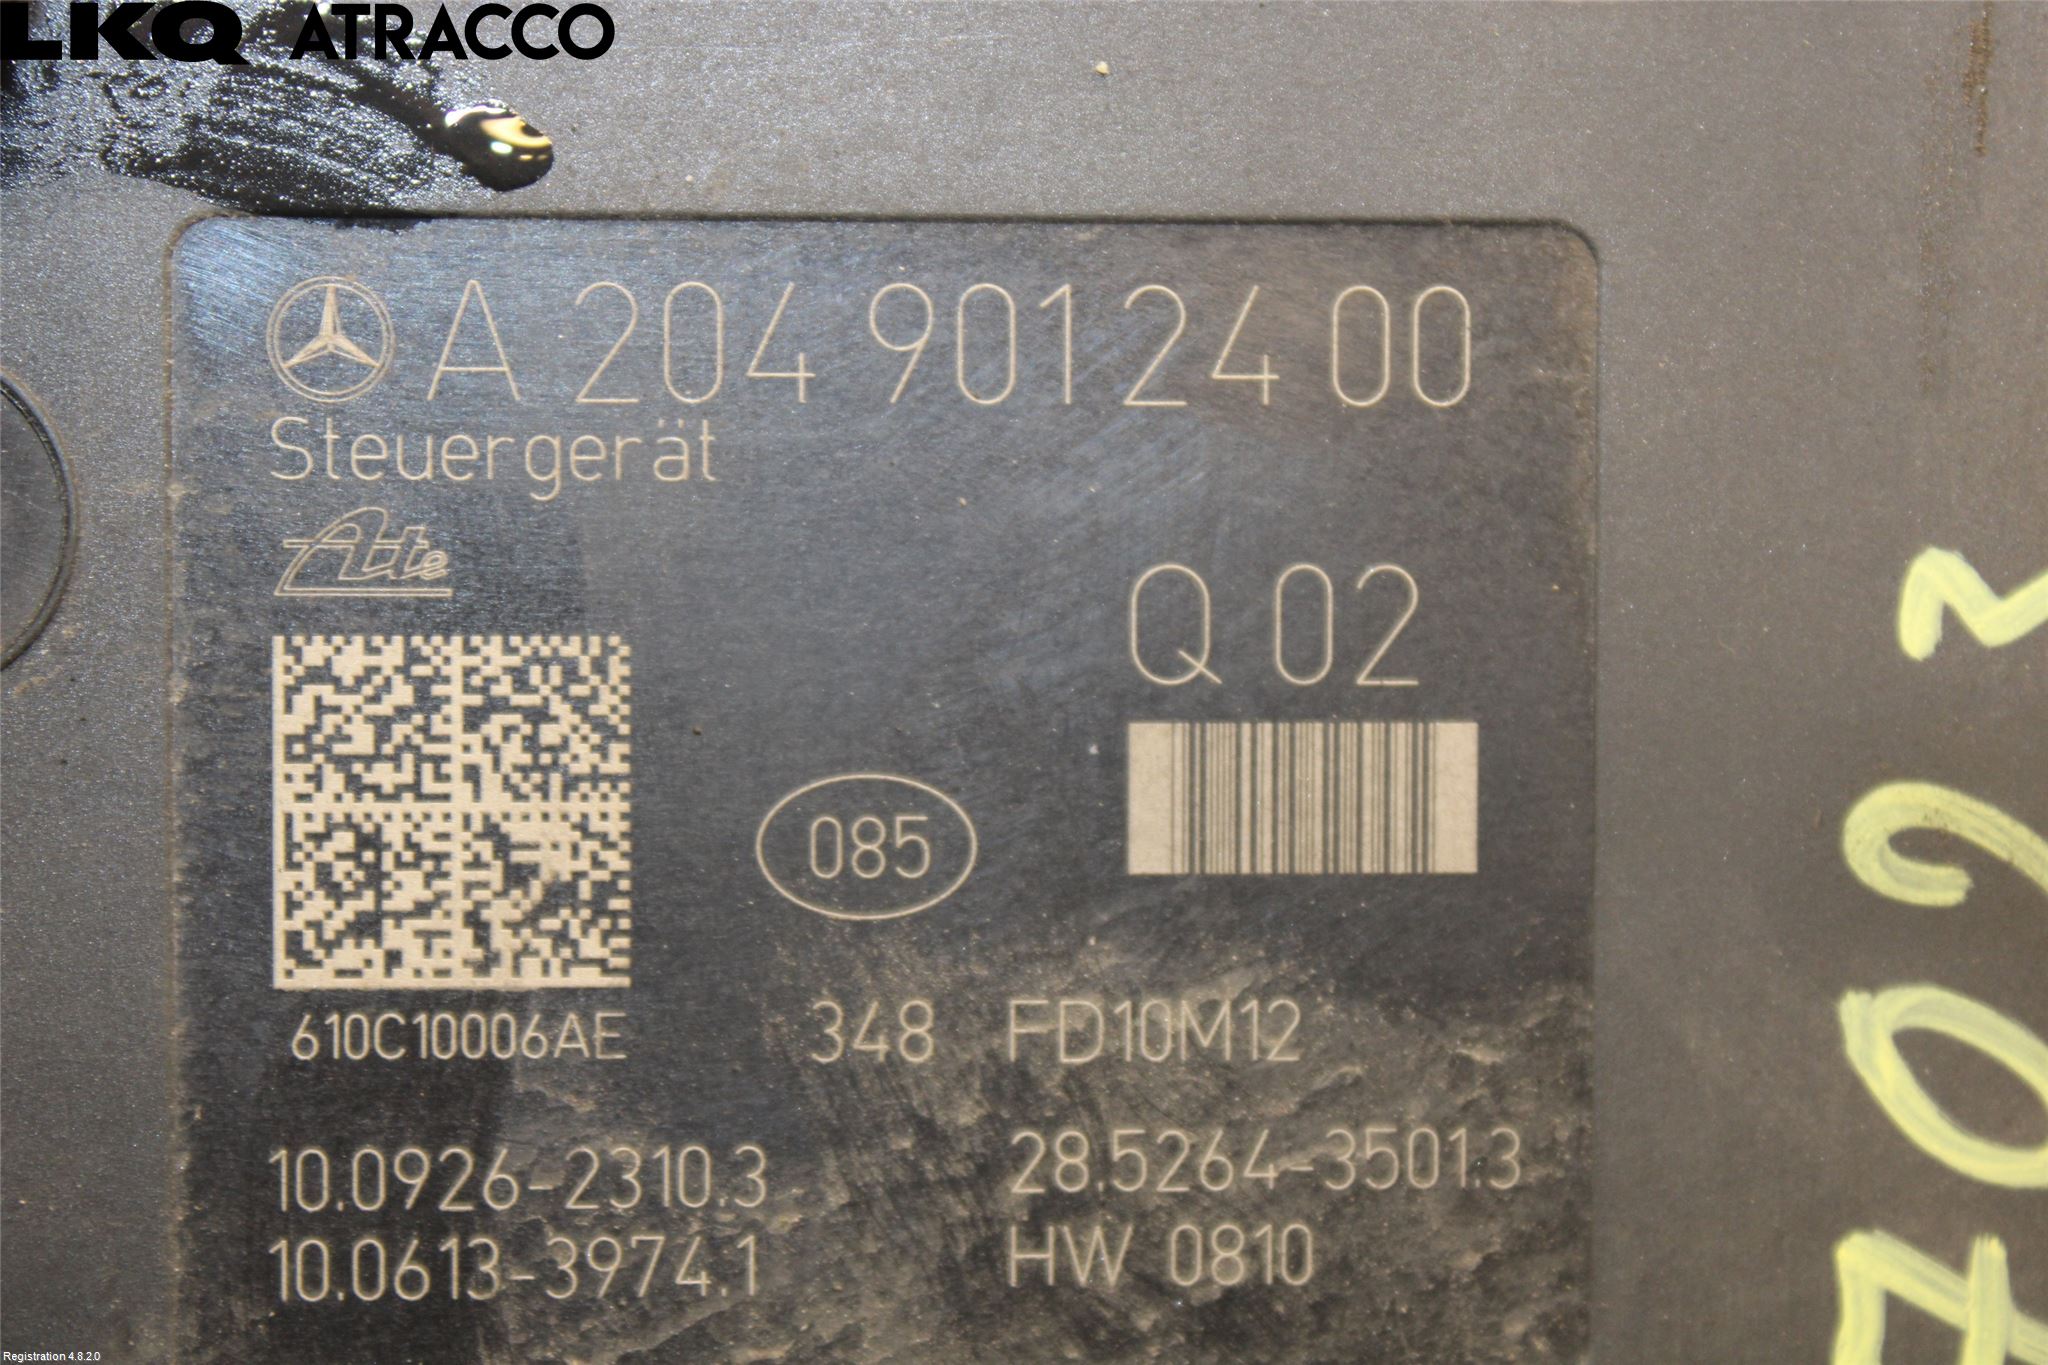 LKQ ATRACCO
A 204 901 24 00
Steuergerät
Ate
Q 02
085
610C10006AE 348 FD10M12
10.0926-2310.3 28.5264-3501.3
10.0613-3974.1 HW 0810
Registration 4.8.2.0